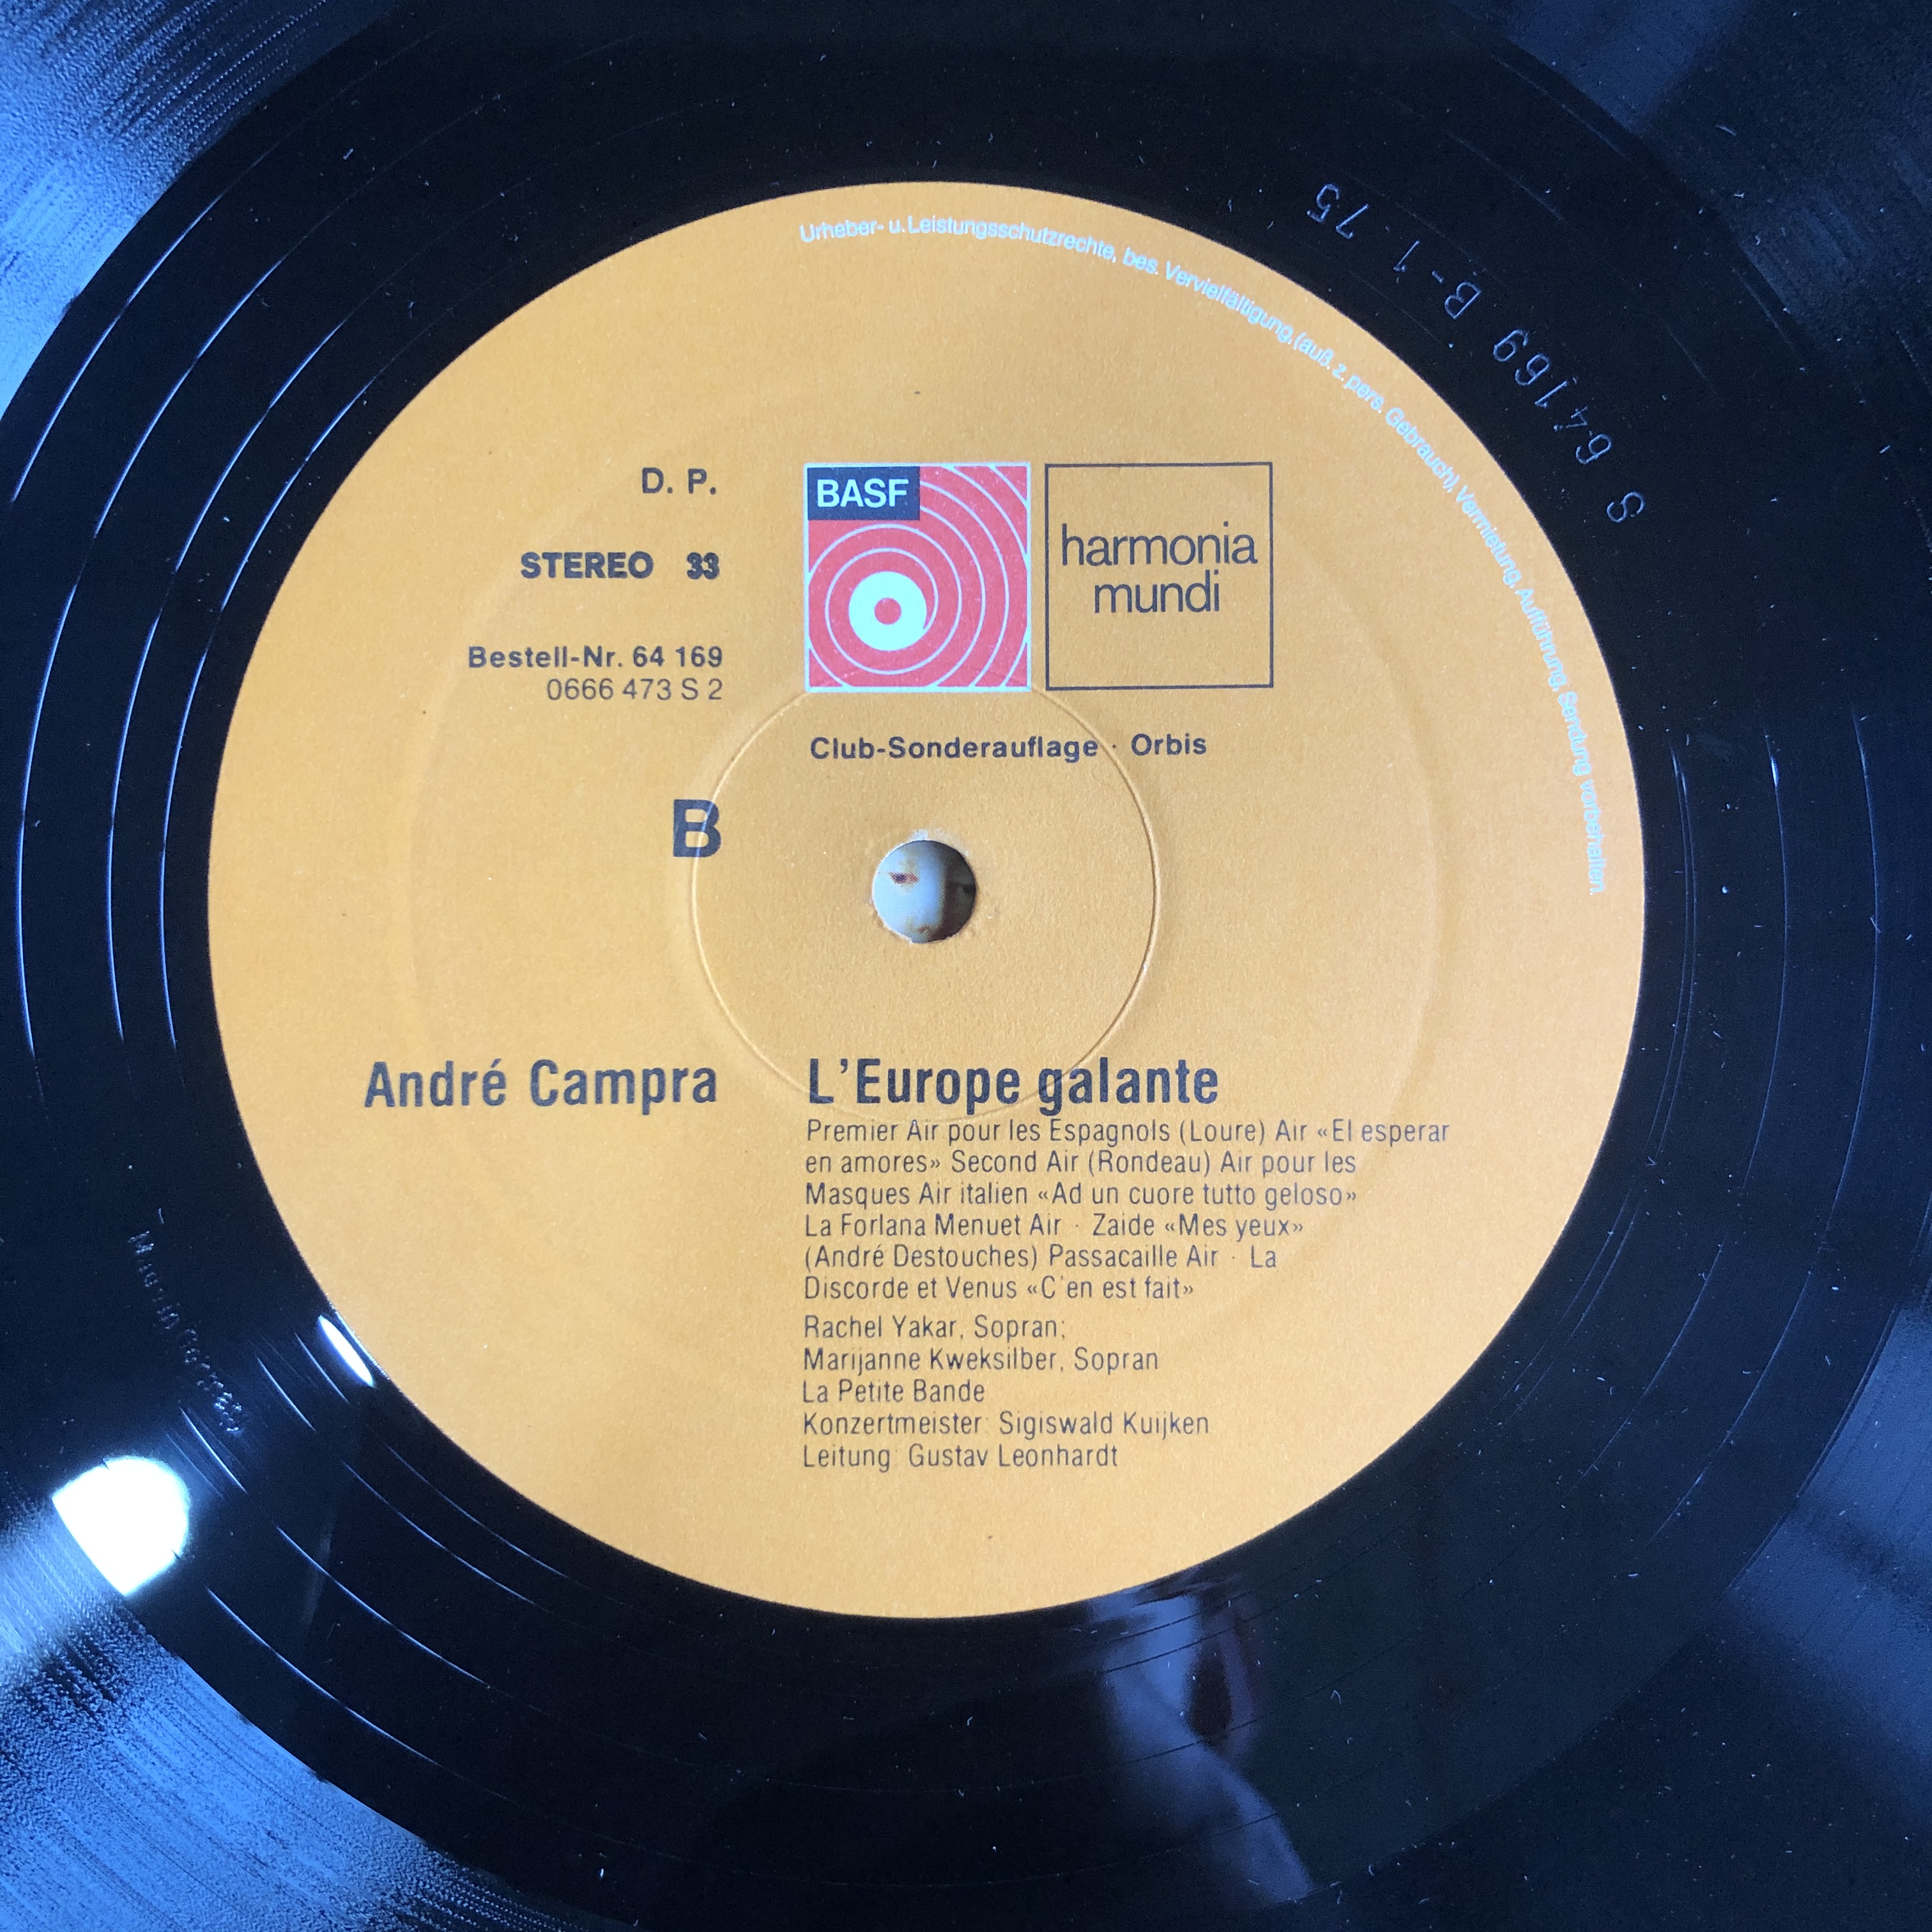 Urheber- u. Leistungsschutzrechte, bes. Vervielfältigung, (auß. z. pers. Gebrauch), Vermietung, Aufführung, Sendung vorbehalten.
S 64169 B-1 75
D. P.
STEREO 33
Bestell-Nr. 64 169
0666 473 S 2
BASF
harmonia
mundi
Club-Sonderauflage · Orbis
B
André Campra
L'Europe galante
Premier Air pour les Espagnols (Loure) Air «El esperar
en amores» Second Air (Rondeau) Air pour les
Masques Air italien «Ad un cuore tutto geloso»
La Forlana Menuet Air · Zaide «Mes yeux»
(André Destouches) Passacaille Air · La
Discorde et Venus «C'en est fait»
Rachel Yakar, Sopran;
Marijanne Kweksilber, Sopran
La Petite Bande
Konzertmeister: Sigiswald Kuijken
Leitung: Gustav Leonhardt